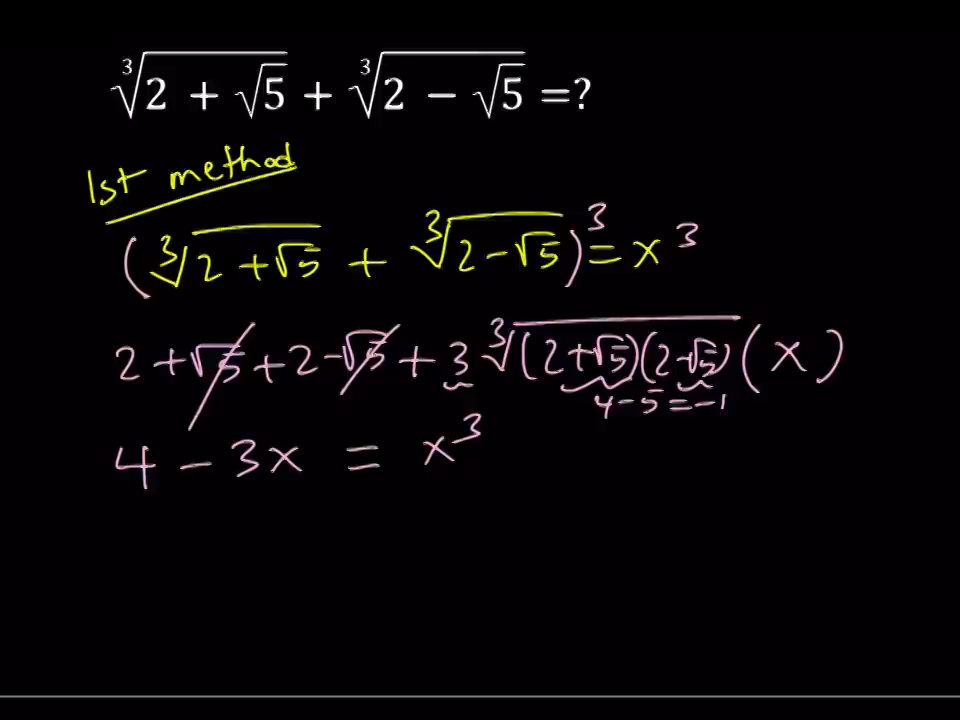 ∛(2 + √5) + ∛(2 − √5) =?
1st method
(∛(2+√5) + ∛(2-√5))³ = x³
2+√5+2-√5+3∛((2+√5)(2-√5))(x)
4-5=-1
4 - 3x = x³